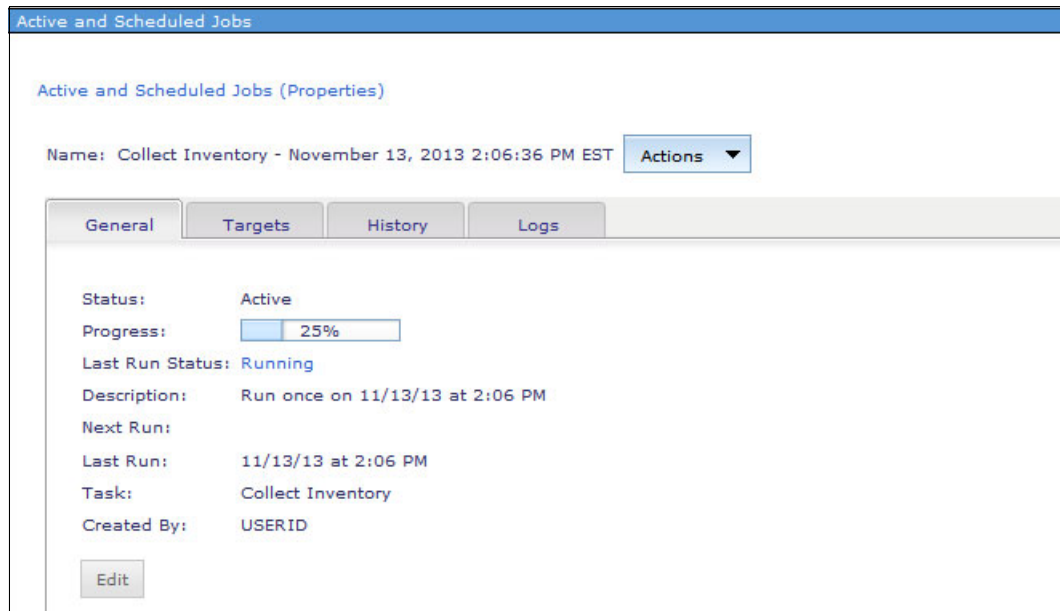 Active and Scheduled Jobs
Active and Scheduled Jobs (Properties)
Name: Collect Inventory - November 13, 2013 2:06:36 PM EST Actions
General Targets History Logs
Status: Active
Progress: 25%
Last Run Status: Running
Description: Run once on 11/13/13 at 2:06 PM
Next Run:
Last Run: 11/13/13 at 2:06 PM
Task: Collect Inventory
Created By: USERID
Edit